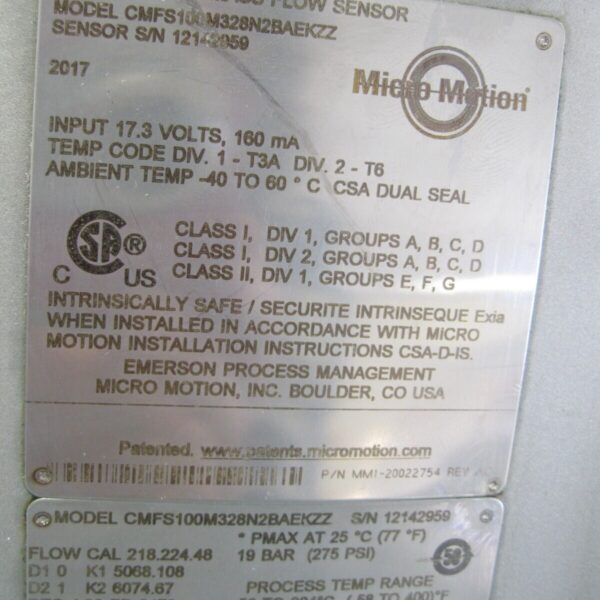 FLOW SENSOR
MODEL CMFS100M328N2BAEKZZ
SENSOR S/N 12142959
2017
Micro Motion®
INPUT 17.3 VOLTS, 160 mA
TEMP CODE DIV. 1 - T3A DIV. 2 - T6
AMBIENT TEMP -40 TO 60 ° C CSA DUAL SEAL
CSA®
C US
CLASS I, DIV 1, GROUPS A, B, C, D
CLASS I, DIV 2, GROUPS A, B, C, D
CLASS II, DIV 1, GROUPS E, F, G
INTRINSICALLY SAFE / SECURITE INTRINSEQUE Exia
WHEN INSTALLED IN ACCORDANCE WITH MICRO
MOTION INSTALLATION INSTRUCTIONS CSA-D-IS.
EMERSON PROCESS MANAGEMENT
MICRO MOTION, INC. BOULDER, CO USA
Patented. www.patents.micromotion.com
P/N MMI-20022754 REV
MODEL CMFS100M328N2BAEKZZ S/N 12142959
* PMAX AT 25 °C (77 °F)
FLOW CAL 218.224.48 19 BAR (275 PSI)
D1 0 K1 5068.108
D2 1 K2 6074.67
PROCESS TEMP RANGE
50